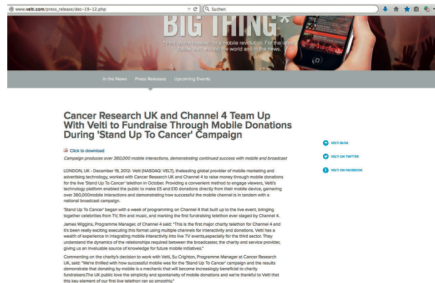 www.velti.com/press_release/dec-19-12.php
Suchen
BIG THING*
In the News Press Releases Upcoming Events
Cancer Research UK and Channel 4 Team Up
With Velti to Fundraise Through Mobile Donations
During 'Stand Up To Cancer' Campaign
Click to download
Campaign produces over 360,000 mobile interactions, demonstrating continued success with mobile and broadcast
VELTI BLOG
VELTI ON TWITTER
VELTI ON FACEBOOK
LONDON, UK - December 19, 2012- Velti (NASDAQ: VELT), the leading global provider of mobile marketing and
advertising technology, worked with Cancer Research UK and Channel 4 to raise money through mobile donations
for the live 'Stand Up To Cancer' telethon in October. Providing a convenient method to engage viewers, Velti's
technology platform enabled the public to make £5 and £10 donations directly from their mobile device, garnering
over 360,000mobile interactions and demonstrating how successful the mobile channel is in tandem with a
national broadcast campaign.
'Stand Up To Cancer' began with a week of programming on Channel 4 that built up to the live event, bringing
together celebrities from TV, film and music, and marking the first fundraising telethon ever staged by Channel 4.
James Wiggins, Programme Manager, of Channel 4 said: "This is the first major charity telethon for Channel 4 and
it's been really exciting executing this format using multiple channels for interactivity and donations. Velti has a
wealth of experience in integrating mobile interactivity into live TV events,especially for the third sector. They
understand the dynamics of the relationships required between the broadcaster, the charity and service provider,
giving us an invaluable source of knowledge for future mobile initiatives."
Commenting on the charity's decision to work with Velti, Su Crighton, Programme Manager at Cancer Research
UK, said: "We're thrilled with how successful mobile was for the 'Stand Up To Cancer' campaign and the results
demonstrate that donating by mobile is a mechanic that will become increasingly beneficial to charity
fundraisers!The UK public love the simplicity and spontaneity of mobile donations and we're thankful to Velti that
this key element of our first live telethon ran so smoothly."